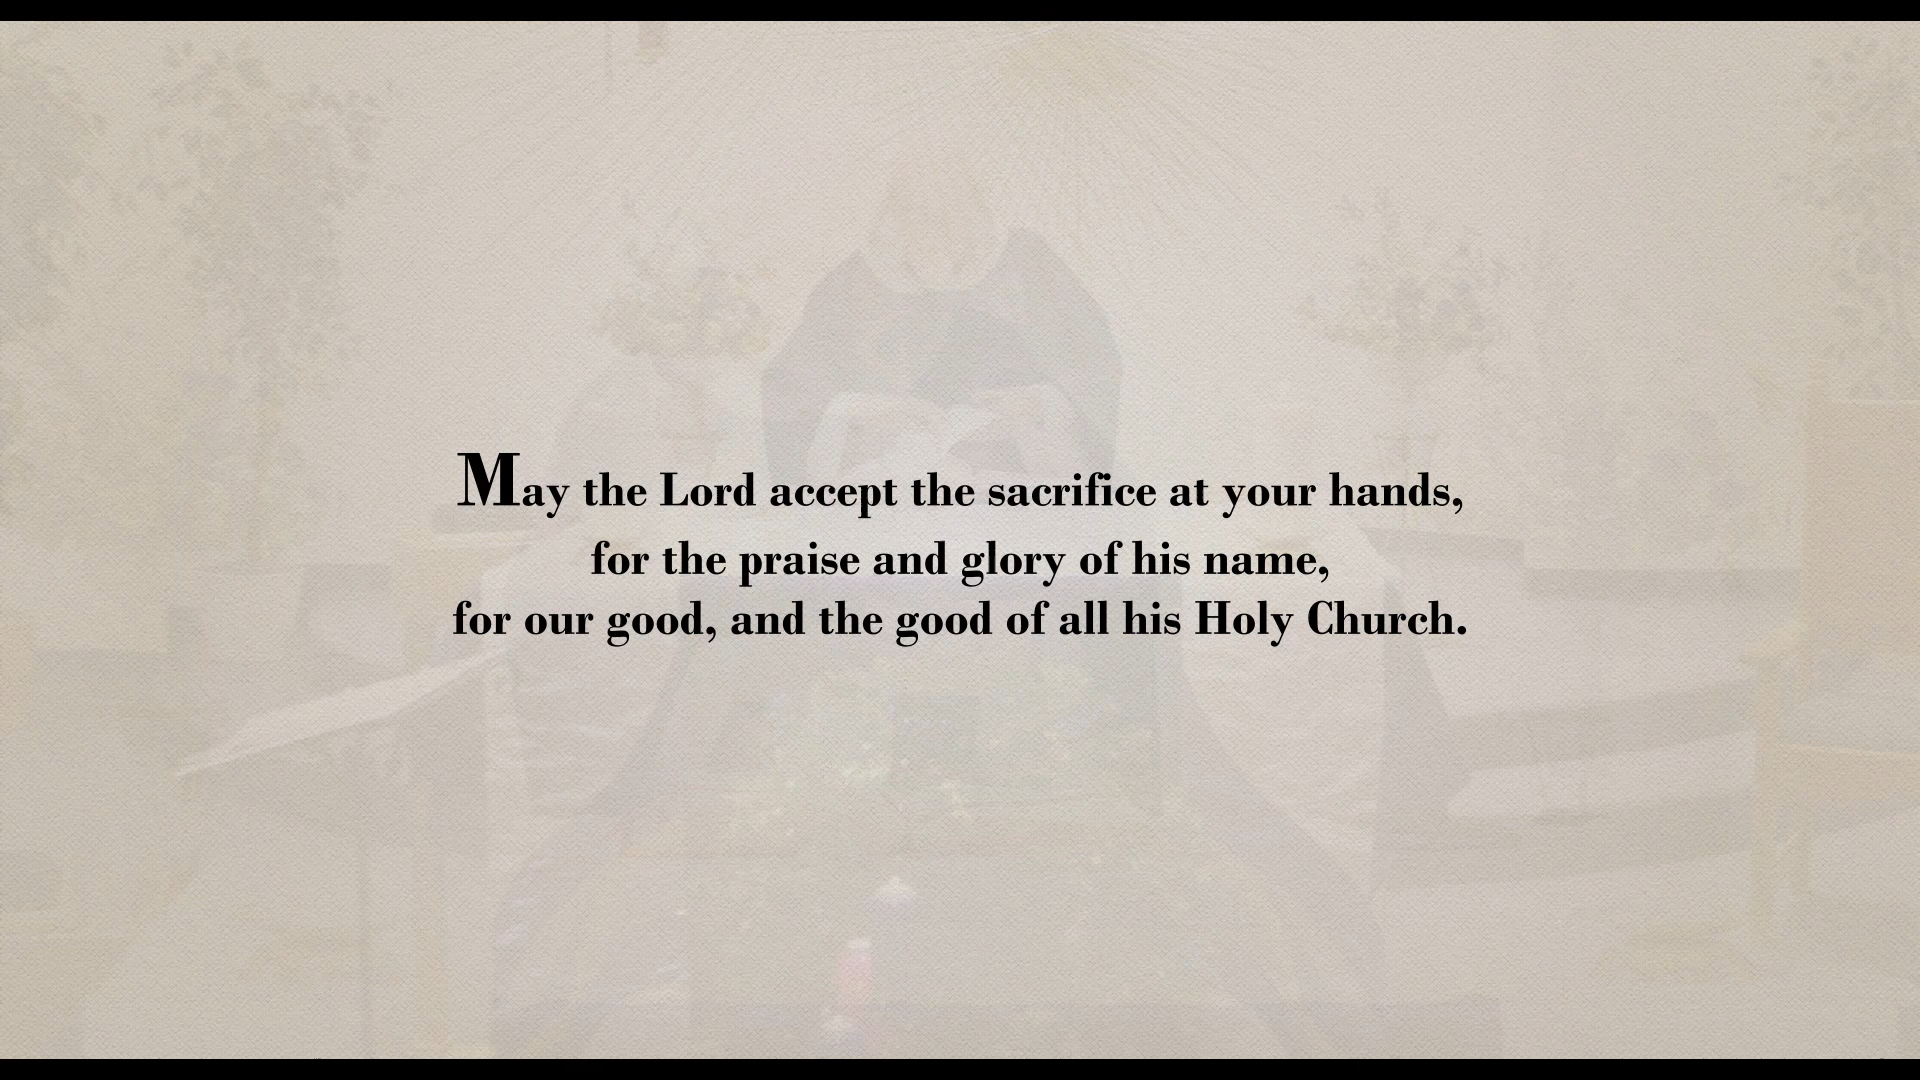 May the Lord accept the sacrifice at your hands,
for the praise and glory of his name,
for our good, and the good of all his Holy Church.